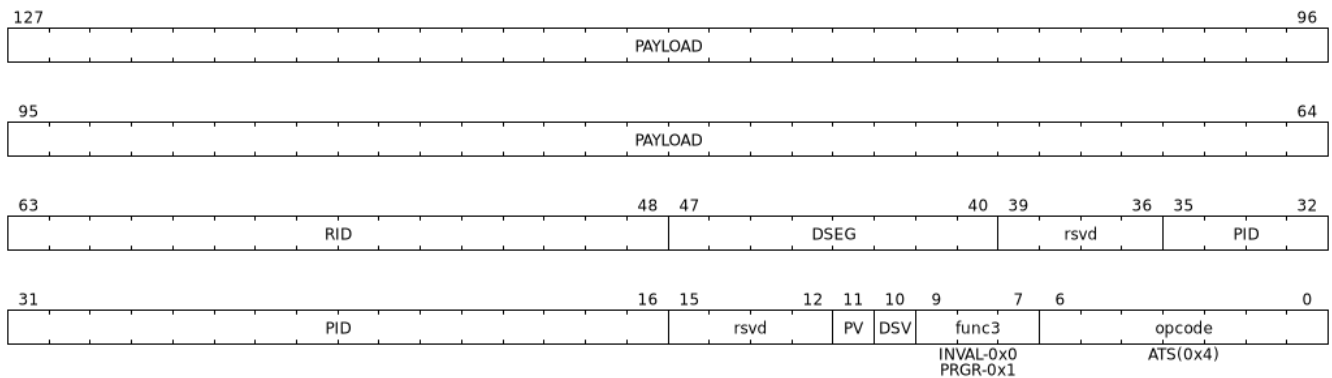 127 96
PAYLOAD
95 64
PAYLOAD
63 48 47 40 39 36 35 32
RID DSEG rsvd PID
31 16 15 12 11 10 9 7 6 0
PID rsvd PV DSV func3 opcode
INVAL-0x0 ATS(0x4)
PRGR-0x1